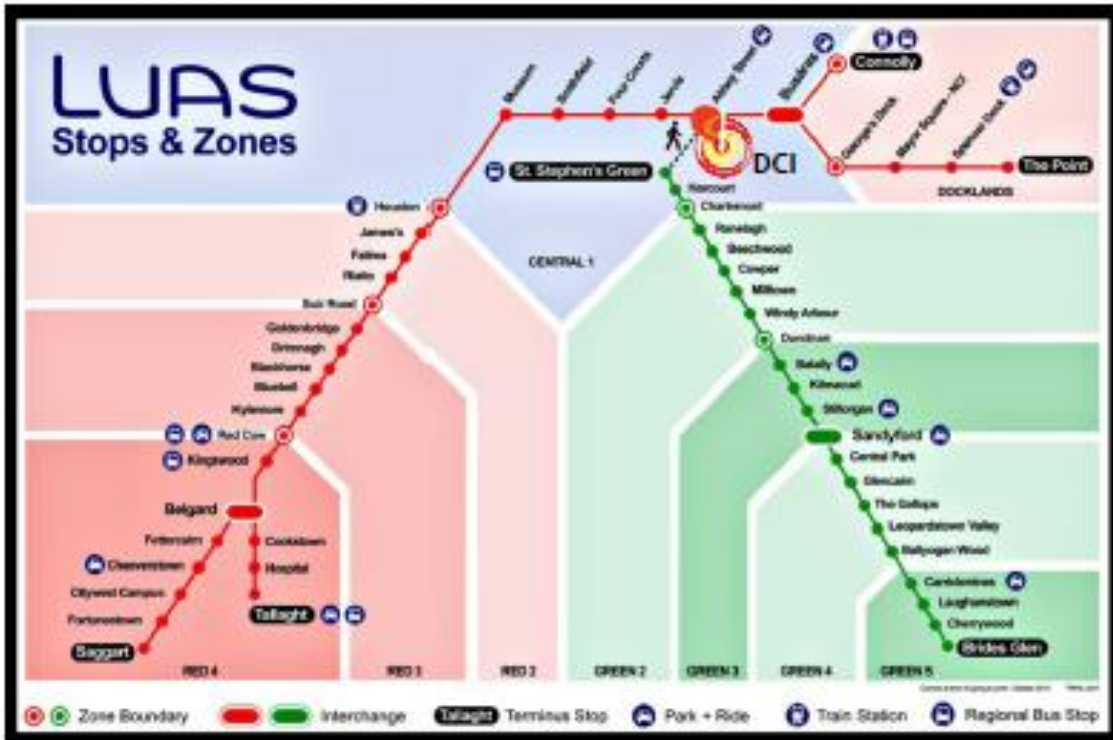 LUAS
Stops & Zones
Museum
Smithfield
Four Courts
Jervis
Abbey Street
Busáras
Connolly
George's Dock
Mayor Square - NCI
Spencer Dock
The Point
DOCKLANDS
DCI
St. Stephen's Green
Harcourt
Charlemont
Ranelagh
Beechwood
Cowper
Milltown
Windy Arbour
Dundrum
Balally
Kilmacud
Stillorgan
Sandyford
Central Park
Glencairn
The Gallops
Leopardstown Valley
Ballyogan Wood
Carrickmines
Laughanstown
Cherrywood
Brides Glen
CENTRAL 1
Heuston
James's
Fatima
Rialto
Suir Road
Goldenbridge
Drimnagh
Blackhorse
Bluebell
Kylemore
Red Cow
Kingswood
Belgard
Fettercairn
Cheeverstown
Citywest Campus
Fortunestown
Saggart
Cookstown
Hospital
Tallaght
RED 4
RED 3
RED 2
GREEN 2
GREEN 3
GREEN 4
GREEN 5
Zone Boundary
Interchange
Tallaght
Terminus Stop
Park + Ride
Train Station
Regional Bus Stop